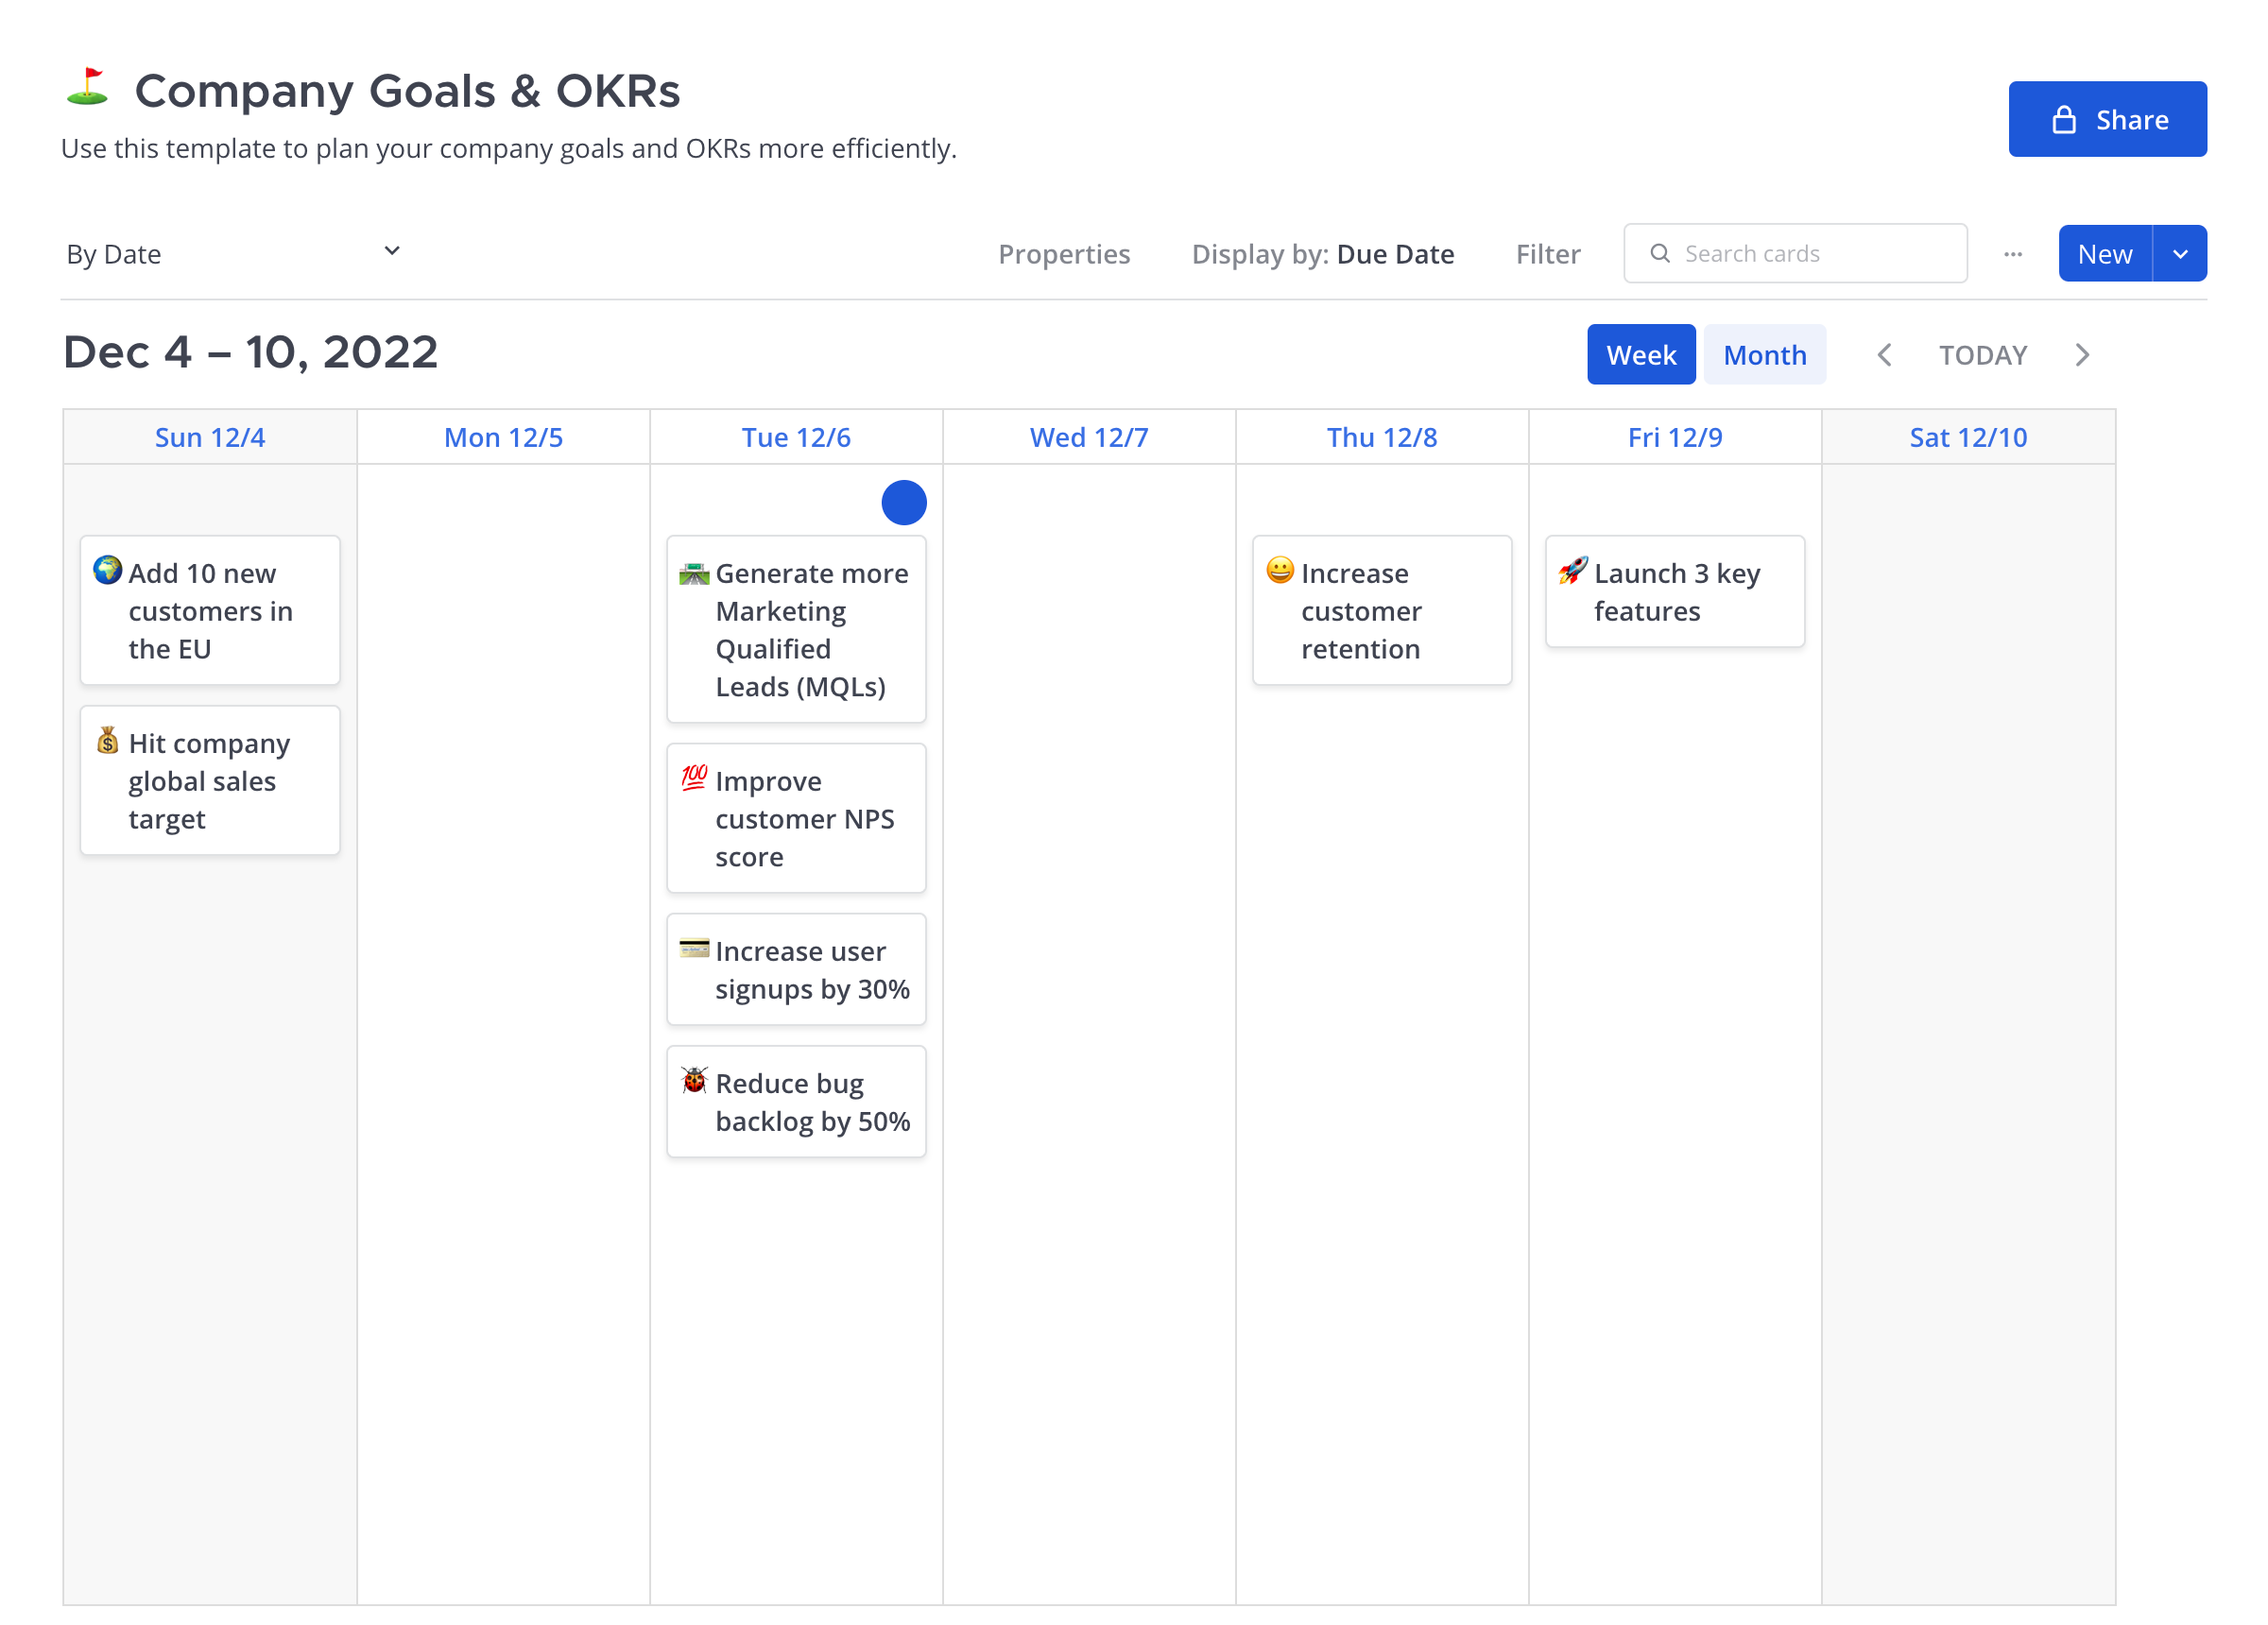 Company Goals & OKRs
Share
Use this template to plan your company goals and OKRs more efficiently.
By Date
Properties
Display by: Due Date
Filter
Search cards
New
Dec 4 – 10, 2022
Week
Month
TODAY
Sun 12/4
Mon 12/5
Tue 12/6
Wed 12/7
Thu 12/8
Fri 12/9
Sat 12/10
Add 10 new
customers in
the EU
Hit company
global sales
target
Generate more
Marketing
Qualified
Leads (MQLs)
100
Improve
customer NPS
score
Increase user
signups by 30%
Reduce bug
backlog by 50%
Increase
customer
retention
Launch 3 key
features